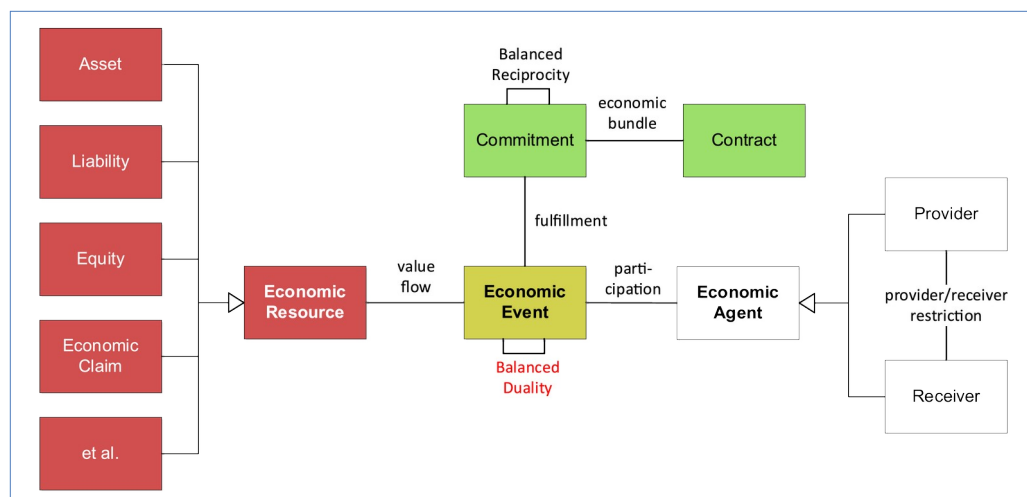 Asset
Liability
Equity
Economic
Claim
et al.
Economic
Resource
value
flow
Balanced
Reciprocity
Commitment
economic
bundle
Contract
fulfillment
Economic
Event
Balanced
Duality
parti-
cipation
Economic
Agent
Provider
provider/receiver
restriction
Receiver